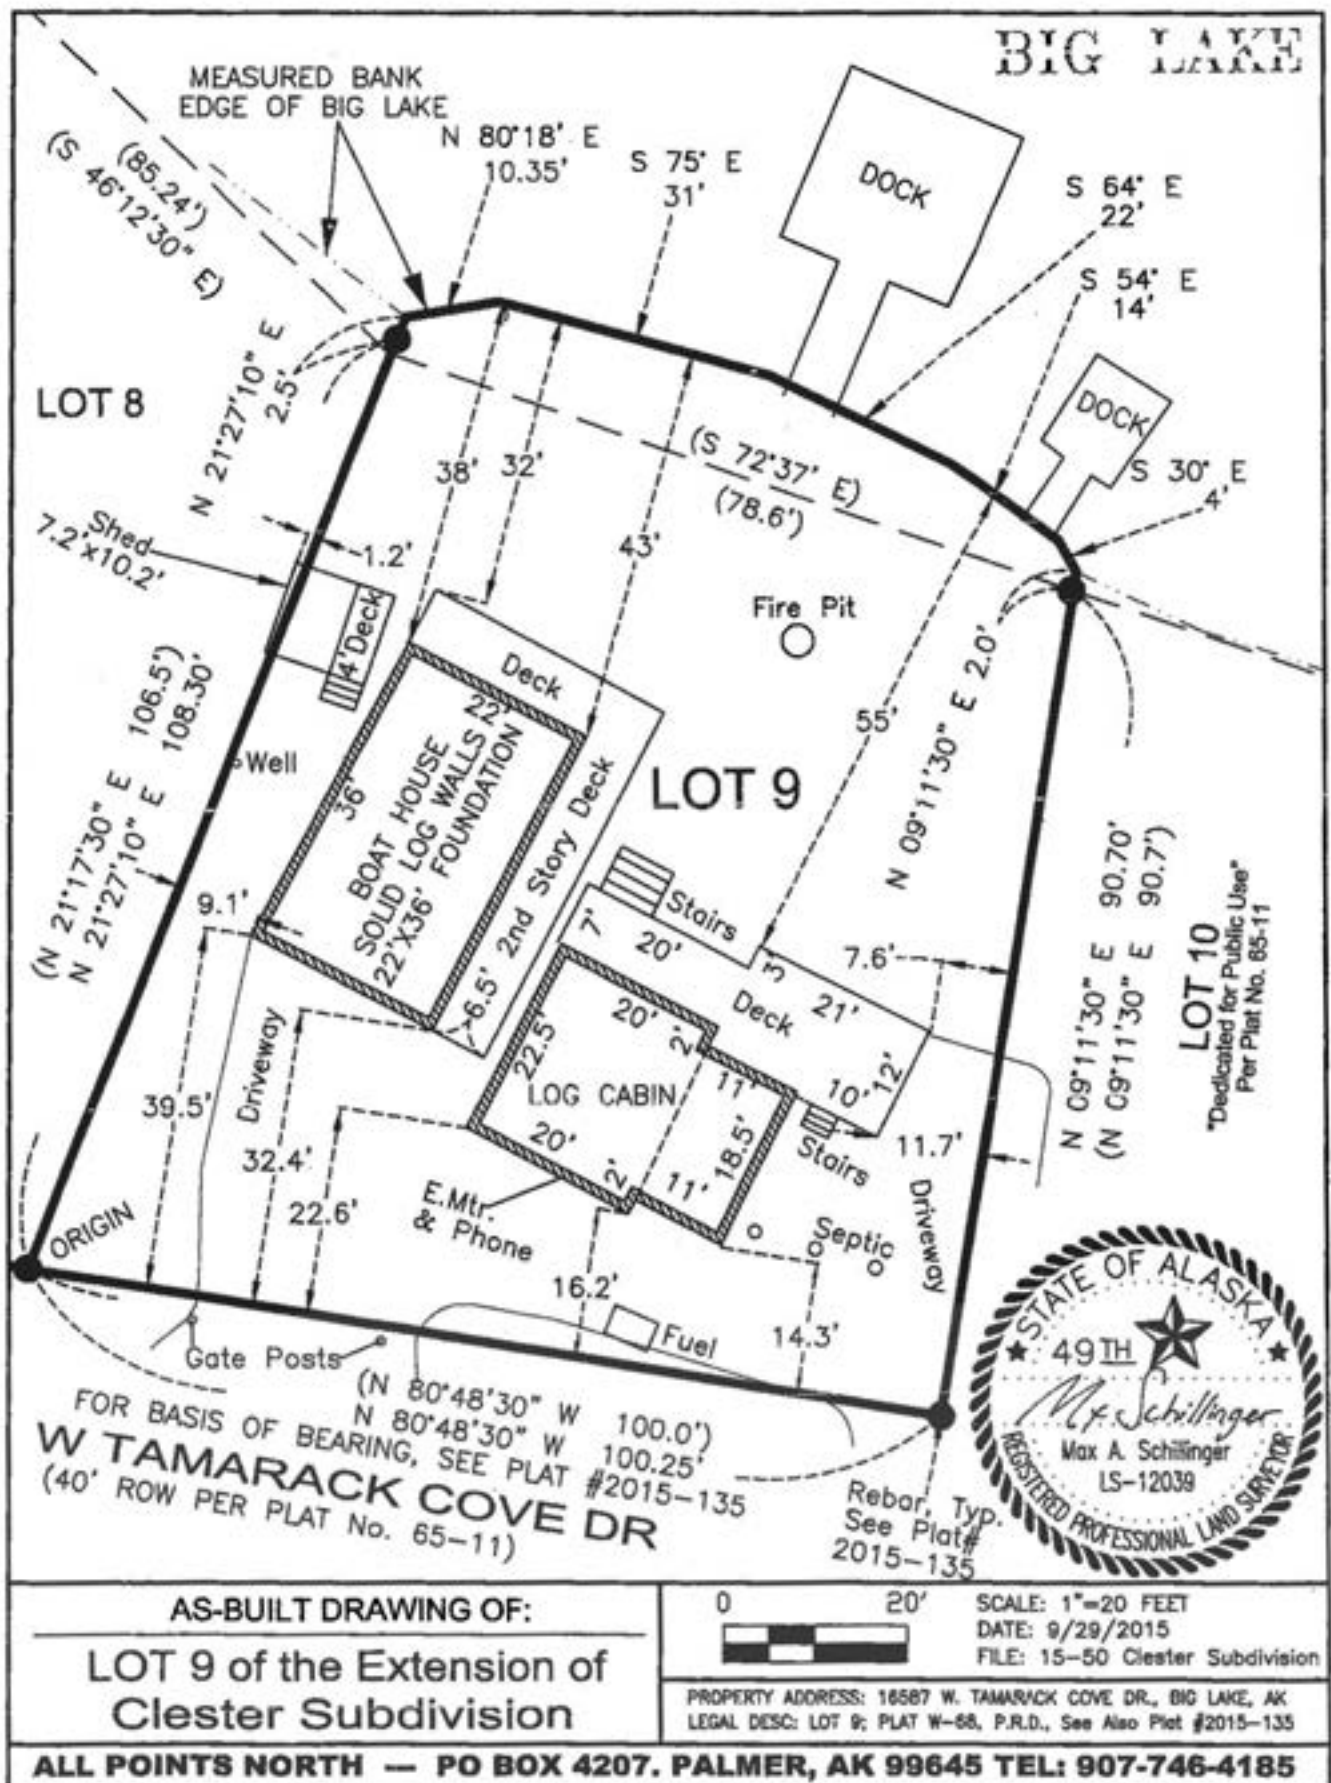 BIG LAKE
MEASURED BANK
EDGE OF BIG LAKE
N 80°18' E
10.35'
S 75° E
31'
DOCK
S 64° E
22'
S 54° E
14'
(85.24')
(S 46°12'30" E)
DOCK
S 30° E
4'
LOT 8
N 21°27'10" E
2.5'
38'
32'
(S 72°37' E)
(78.6')
43'
Shed
7.2'x10.2'
1.2'
4' Deck
Fire Pit
Deck
22'
BOAT HOUSE
SOLID LOG WALLS
22'X36' FOUNDATION
36'
55'
N 09°11'30" E 2.0'
(N 21°17'30" E 106.5')
N 21°27'10" E 108.30'
Well
LOT 9
2nd Story Deck
6.5'
9.1'
Stairs
7'
20'
3'
21'
Deck
7.6'
N 09°11'30" E 90.70'
(N 09°11'30" E 90.7')
LOT 10
"Dedicated for Public Use"
Per Plat No. 65-11
20'
2'
22.5'
LOG CABIN
11'
10'
12'
20'
2'
11'
18.5'
Stairs
11.7'
39.5'
Driveway
32.4'
22.6'
E.Mtr.
& Phone
Septic
Driveway
ORIGIN
16.2'
Fuel
14.3'
Gate Posts
(N 80°48'30" W 100.0')
N 80°48'30" W 100.25'
FOR BASIS OF BEARING, SEE PLAT #2015-135
W TAMARACK COVE DR
(40' ROW PER PLAT No. 65-11)
Rebar, Typ.
See Plat#
2015-135
STATE OF ALASKA
49TH
Max A. Schillinger
Max A. Schillinger
LS-12039
REGISTERED PROFESSIONAL LAND SURVEYOR
AS-BUILT DRAWING OF:
LOT 9 of the Extension of
Clester Subdivision
0 20'
SCALE: 1"=20 FEET
DATE: 9/29/2015
FILE: 15-50 Clester Subdivision
PROPERTY ADDRESS: 16587 W. TAMARACK COVE DR., BIG LAKE, AK
LEGAL DESC: LOT 9; PLAT W-68, P.R.D., See Also Plat #2015-135
ALL POINTS NORTH -- PO BOX 4207. PALMER, AK 99645 TEL: 907-746-4185